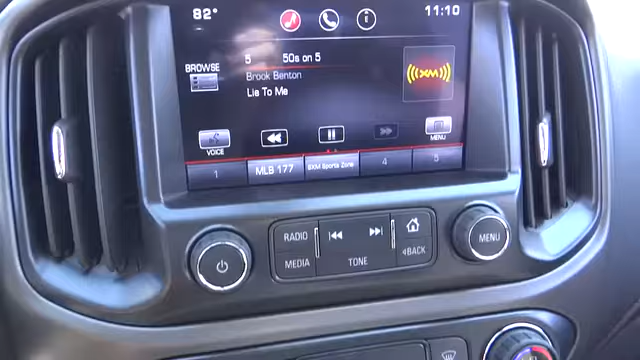 82°
i
11:10
5 50s on 5
BROWSE
Brook Benton
Lie To Me
XM
VOICE
MENU
1
MLB 177
SXM Sports Zone
4
5
RADIO
MEDIA
TONE
BACK
MENU